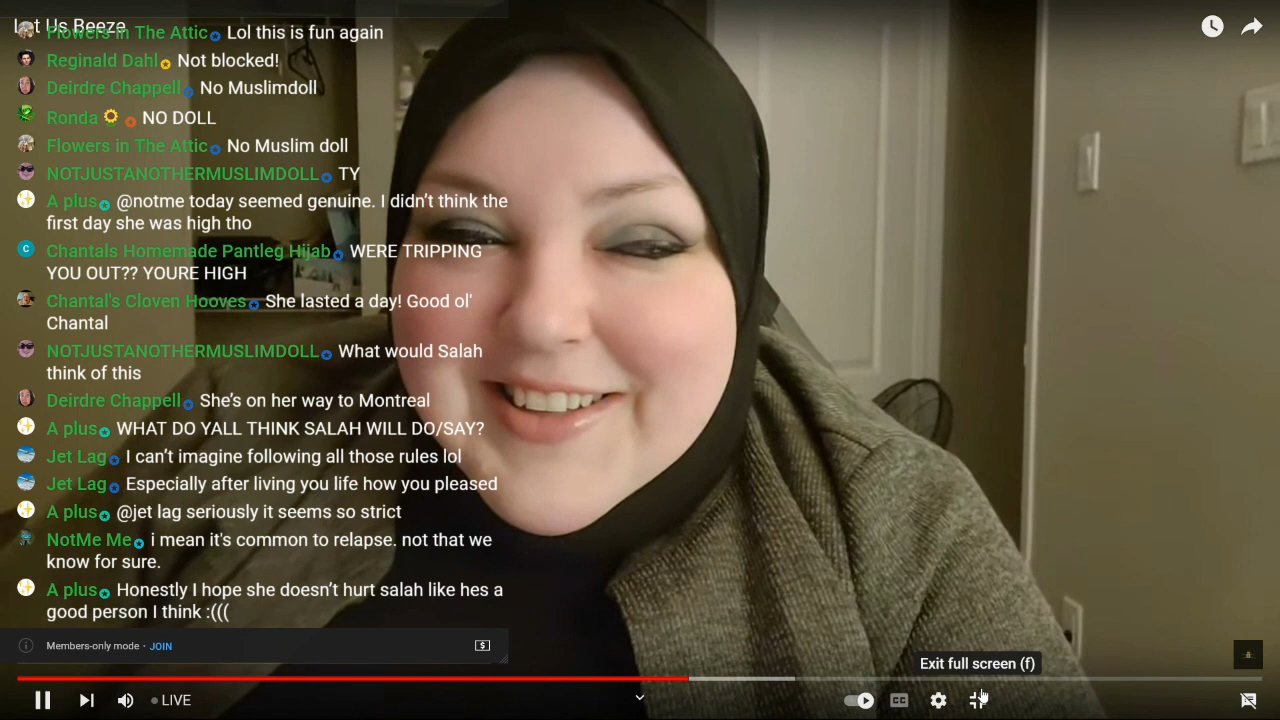 Let Us Beeze
Flowers in The Attic Lol this is fun again
Reginald Dahl Not blocked!
Deirdre Chappell No Muslimdoll
Ronda 🌻 NO DOLL
Flowers in The Attic No Muslim doll
NOTJUSTANOTHERMUSLIMDOLL TY
A plus @notme today seemed genuine. I didn’t think the
first day she was high tho
C Chantals Homemade Pantleg Hijab WERE TRIPPING
YOU OUT?? YOURE HIGH
Chantal's Cloven Hooves She lasted a day! Good ol'
Chantal
NOTJUSTANOTHERMUSLIMDOLL What would Salah
think of this
Deirdre Chappell She’s on her way to Montreal
A plus WHAT DO YALL THINK SALAH WILL DO/SAY?
Jet Lag I can’t imagine following all those rules lol
Jet Lag Especially after living you life how you pleased
A plus @jet lag seriously it seems so strict
NotMe Me i mean it's common to relapse. not that we
know for sure.
A plus Honestly I hope she doesn’t hurt salah like hes a
good person I think :(((
Members-only mode · JOIN
Exit full screen (f)
LIVE
CC